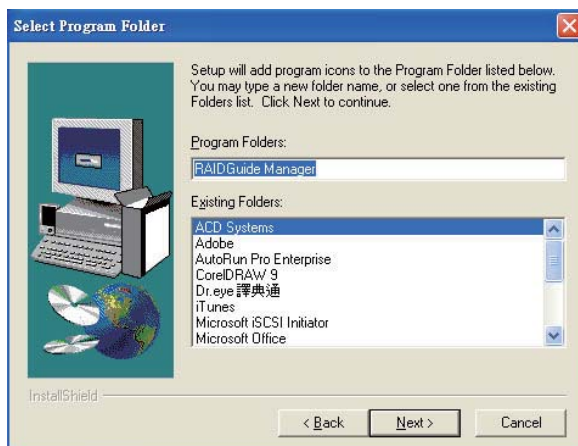 Select Program Folder
Setup will add program icons to the Program Folder listed below.
You may type a new folder name, or select one from the existing
Folders list. Click Next to continue.
Program Folders:
RAIDGuide Manager
Existing Folders:
ACD Systems
Adobe
AutoRun Pro Enterprise
CorelDRAW 9
Dr.eye 譯典通
iTunes
Microsoft iSCSI Initiator
Microsoft Office
InstallShield
< Back
Next >
Cancel